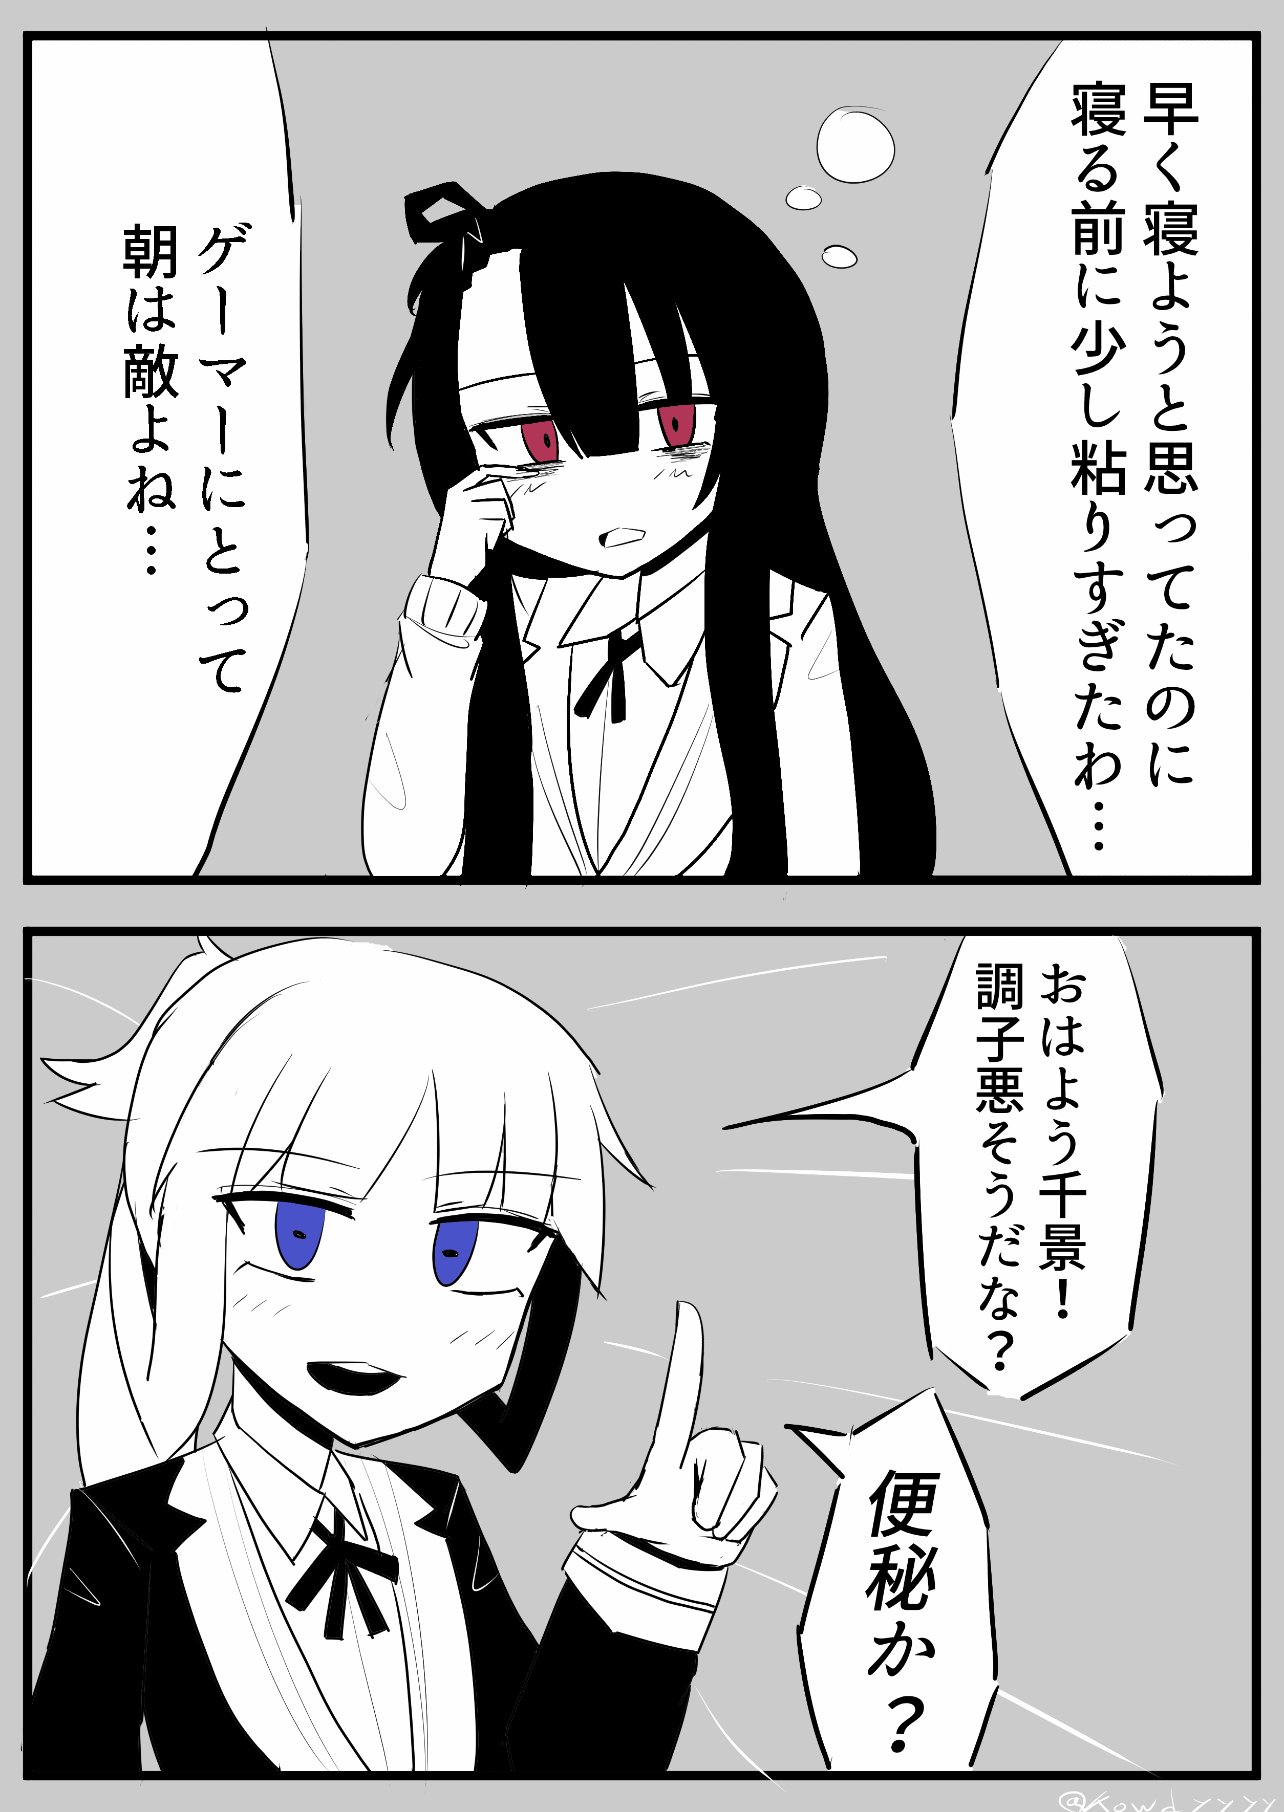 早く寝ようと思ってたのに
寝る前に少し粘りすぎたわ…
ゲーマーにとって
朝は敵よね…
おはよう千景！
調子悪そうだな？
便秘か？
@Kowdyyyy